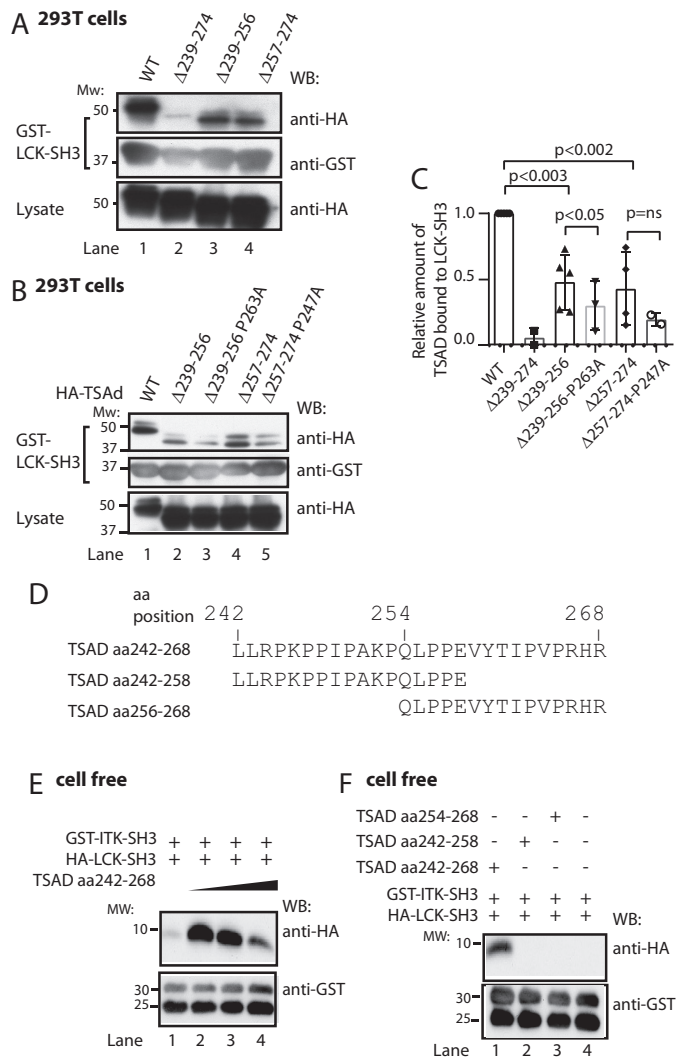 A 293T cells
WT Δ239-274 Δ239-256 Δ257-274
WB:
Mw:
50
anti-HA
GST-
LCK-SH3
37
anti-GST
Lysate
50
anti-HA
Lane 1 2 3 4
B 293T cells
HA-TSAd
WT Δ239-256 Δ239-256 P263A Δ257-274 Δ257-274 P247A
WB:
Mw:
50
37
anti-HA
GST-
LCK-SH3
37
anti-GST
Lysate
50
37
anti-HA
Lane 1 2 3 4 5
C
p<0.002
p<0.003
p<0.05 p=ns
Relative amount of
TSAD bound to LCK-SH3
1.0
0.5
0.0
WT Δ239-274 Δ239-256 Δ239-256-P263A Δ257-274 Δ257-274-P247A
D
aa
position
242 254 268
TSAD aa242-268 LLRPKPPIPAKPQLPPEVYTIPVPRHR
TSAD aa242-258 LLRPKPPIPAKPQLPPE
TSAD aa256-268 QLPPEVYTIPVPRHR
E cell free
GST-ITK-SH3 + + + +
HA-LCK-SH3 + + + +
TSAD aa242-268
WB:
MW:
10
anti-HA
30
25
anti-GST
Lane 1 2 3 4
F cell free
TSAD aa254-268 - - + -
TSAD aa242-258 - + - -
TSAD aa242-268 + - - -
GST-ITK-SH3 + + + +
HA-LCK-SH3 + + + +
WB:
MW:
10
anti-HA
30
25
anti-GST
Lane 1 2 3 4